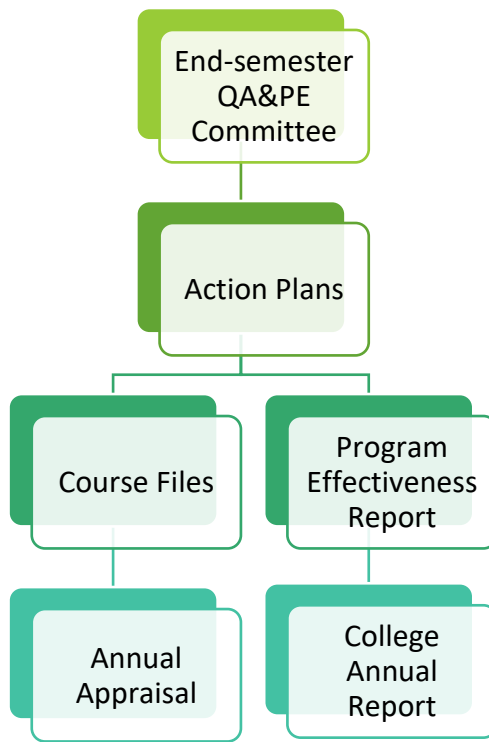 End-semester
QA&PE
Committee
Action Plans
Course Files
Program
Effectiveness
Report
Annual
Appraisal
College
Annual
Report